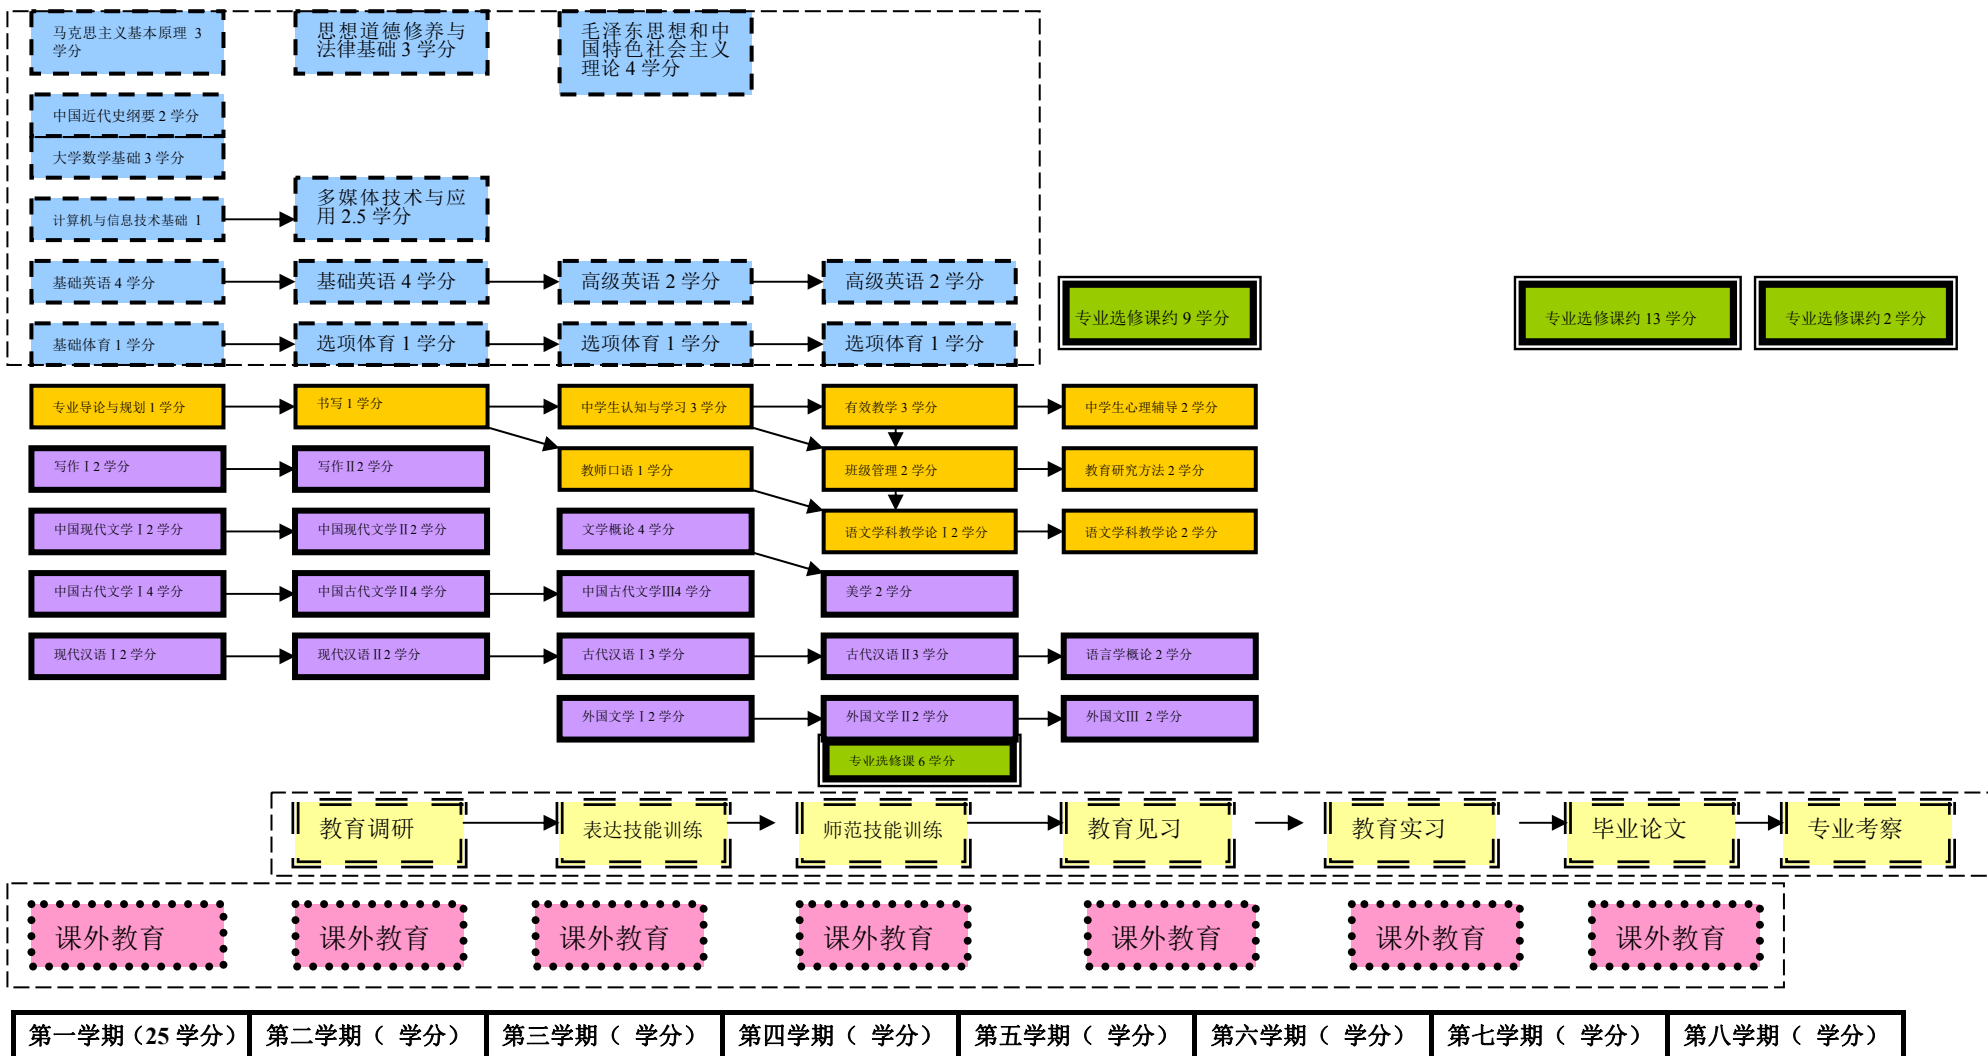 马克思主义基本原理 3
学分
思想道德修养与
法律基础 3 学分
毛泽东思想和中
国特色社会主义
理论 4 学分
中国近代史纲要 2 学分
大学数学基础 3 学分
计算机与信息技术基础 1
多媒体技术与应
用 2.5 学分
基础英语 4 学分
基础英语 4 学分
高级英语 2 学分
高级英语 2 学分
专业选修课约 9 学分
专业选修课约 13 学分
专业选修课约 2 学分
基础体育 1 学分
选项体育 1 学分
选项体育 1 学分
选项体育 1 学分
专业导论与规划 1 学分
书写 1 学分
中学生认知与学习 3 学分
有效教学 3 学分
中学生心理辅导 2 学分
写作Ⅰ2 学分
写作Ⅱ2 学分
教师口语 1 学分
班级管理 2 学分
教育研究方法 2 学分
中国现代文学Ⅰ2 学分
中国现代文学Ⅱ2 学分
文学概论 4 学分
语文学科教学论Ⅰ2 学分
语文学科教学论 2 学分
中国古代文学Ⅰ4 学分
中国古代文学Ⅱ4 学分
中国古代文学Ⅲ4 学分
美学 2 学分
现代汉语Ⅰ2 学分
现代汉语Ⅱ2 学分
古代汉语Ⅰ3 学分
古代汉语Ⅱ3 学分
语言学概论 2 学分
外国文学Ⅰ2 学分
外国文学Ⅱ2 学分
外国文Ⅲ 2 学分
专业选修课 6 学分
教育调研
表达技能训练
师范技能训练
教育见习
教育实习
毕业论文
专业考察
课外教育
课外教育
课外教育
课外教育
课外教育
课外教育
课外教育
第一学期（25 学分）
第二学期（ 学分）
第三学期（ 学分）
第四学期（ 学分）
第五学期（ 学分）
第六学期（ 学分）
第七学期（ 学分）
第八学期（ 学分）